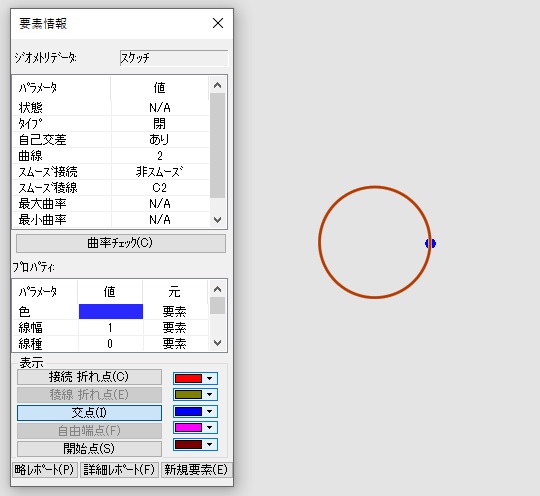 要素情報
ｼﾞｵﾒﾄﾘﾃﾞｰﾀ: ｽｹｯﾁ
ﾊﾟﾗﾒｰﾀ 値
状態 N/A
ﾀｲﾌﾟ 閉
自己交差 あり
曲線 2
ｽﾑｰｽﾞ接続 非ｽﾑｰｽﾞ
ｽﾑｰｽﾞ稜線 C2
最大曲率 N/A
最小曲率 N/A
曲率チェック(C)
ﾌﾟﾛﾊﾟﾃｨ:
ﾊﾟﾗﾒｰﾀ 値 元
色 要素
線幅 1 要素
線種 0 要素
表示
接続 折れ点(C)
稜線 折れ点(E)
交点(I)
自由端点(F)
開始点(S)
略ﾚﾎﾟｰﾄ(P) 詳細ﾚﾎﾟｰﾄ(F) 新規要素(E)